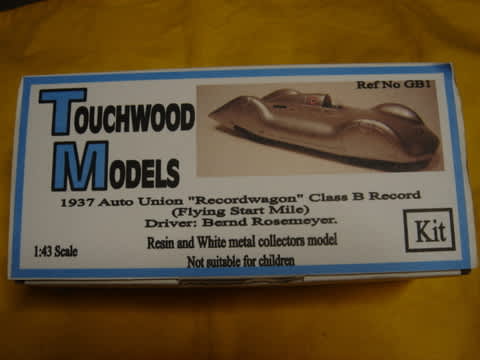 Ref No GB1
TOUCHWOOD
MODELS
1937 Auto Union "Recordwagon" Class B Record
(Flying Start Mile)
Driver: Bernd Rosemeyer.
Kit
1:43 Scale
Resin and White metal collectors model
Not suitable for children